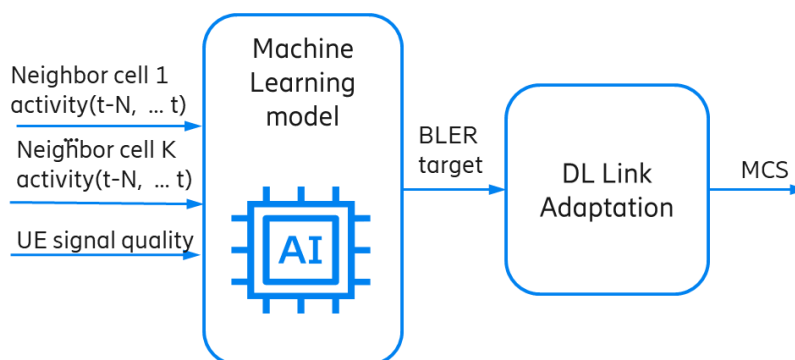 Neighbor cell 1
activity(t-N, ... t)
...
Neighbor cell K
activity(t-N, ... t)
UE signal quality
Machine
Learning
model
AI
BLER
target
DL Link
Adaptation
MCS